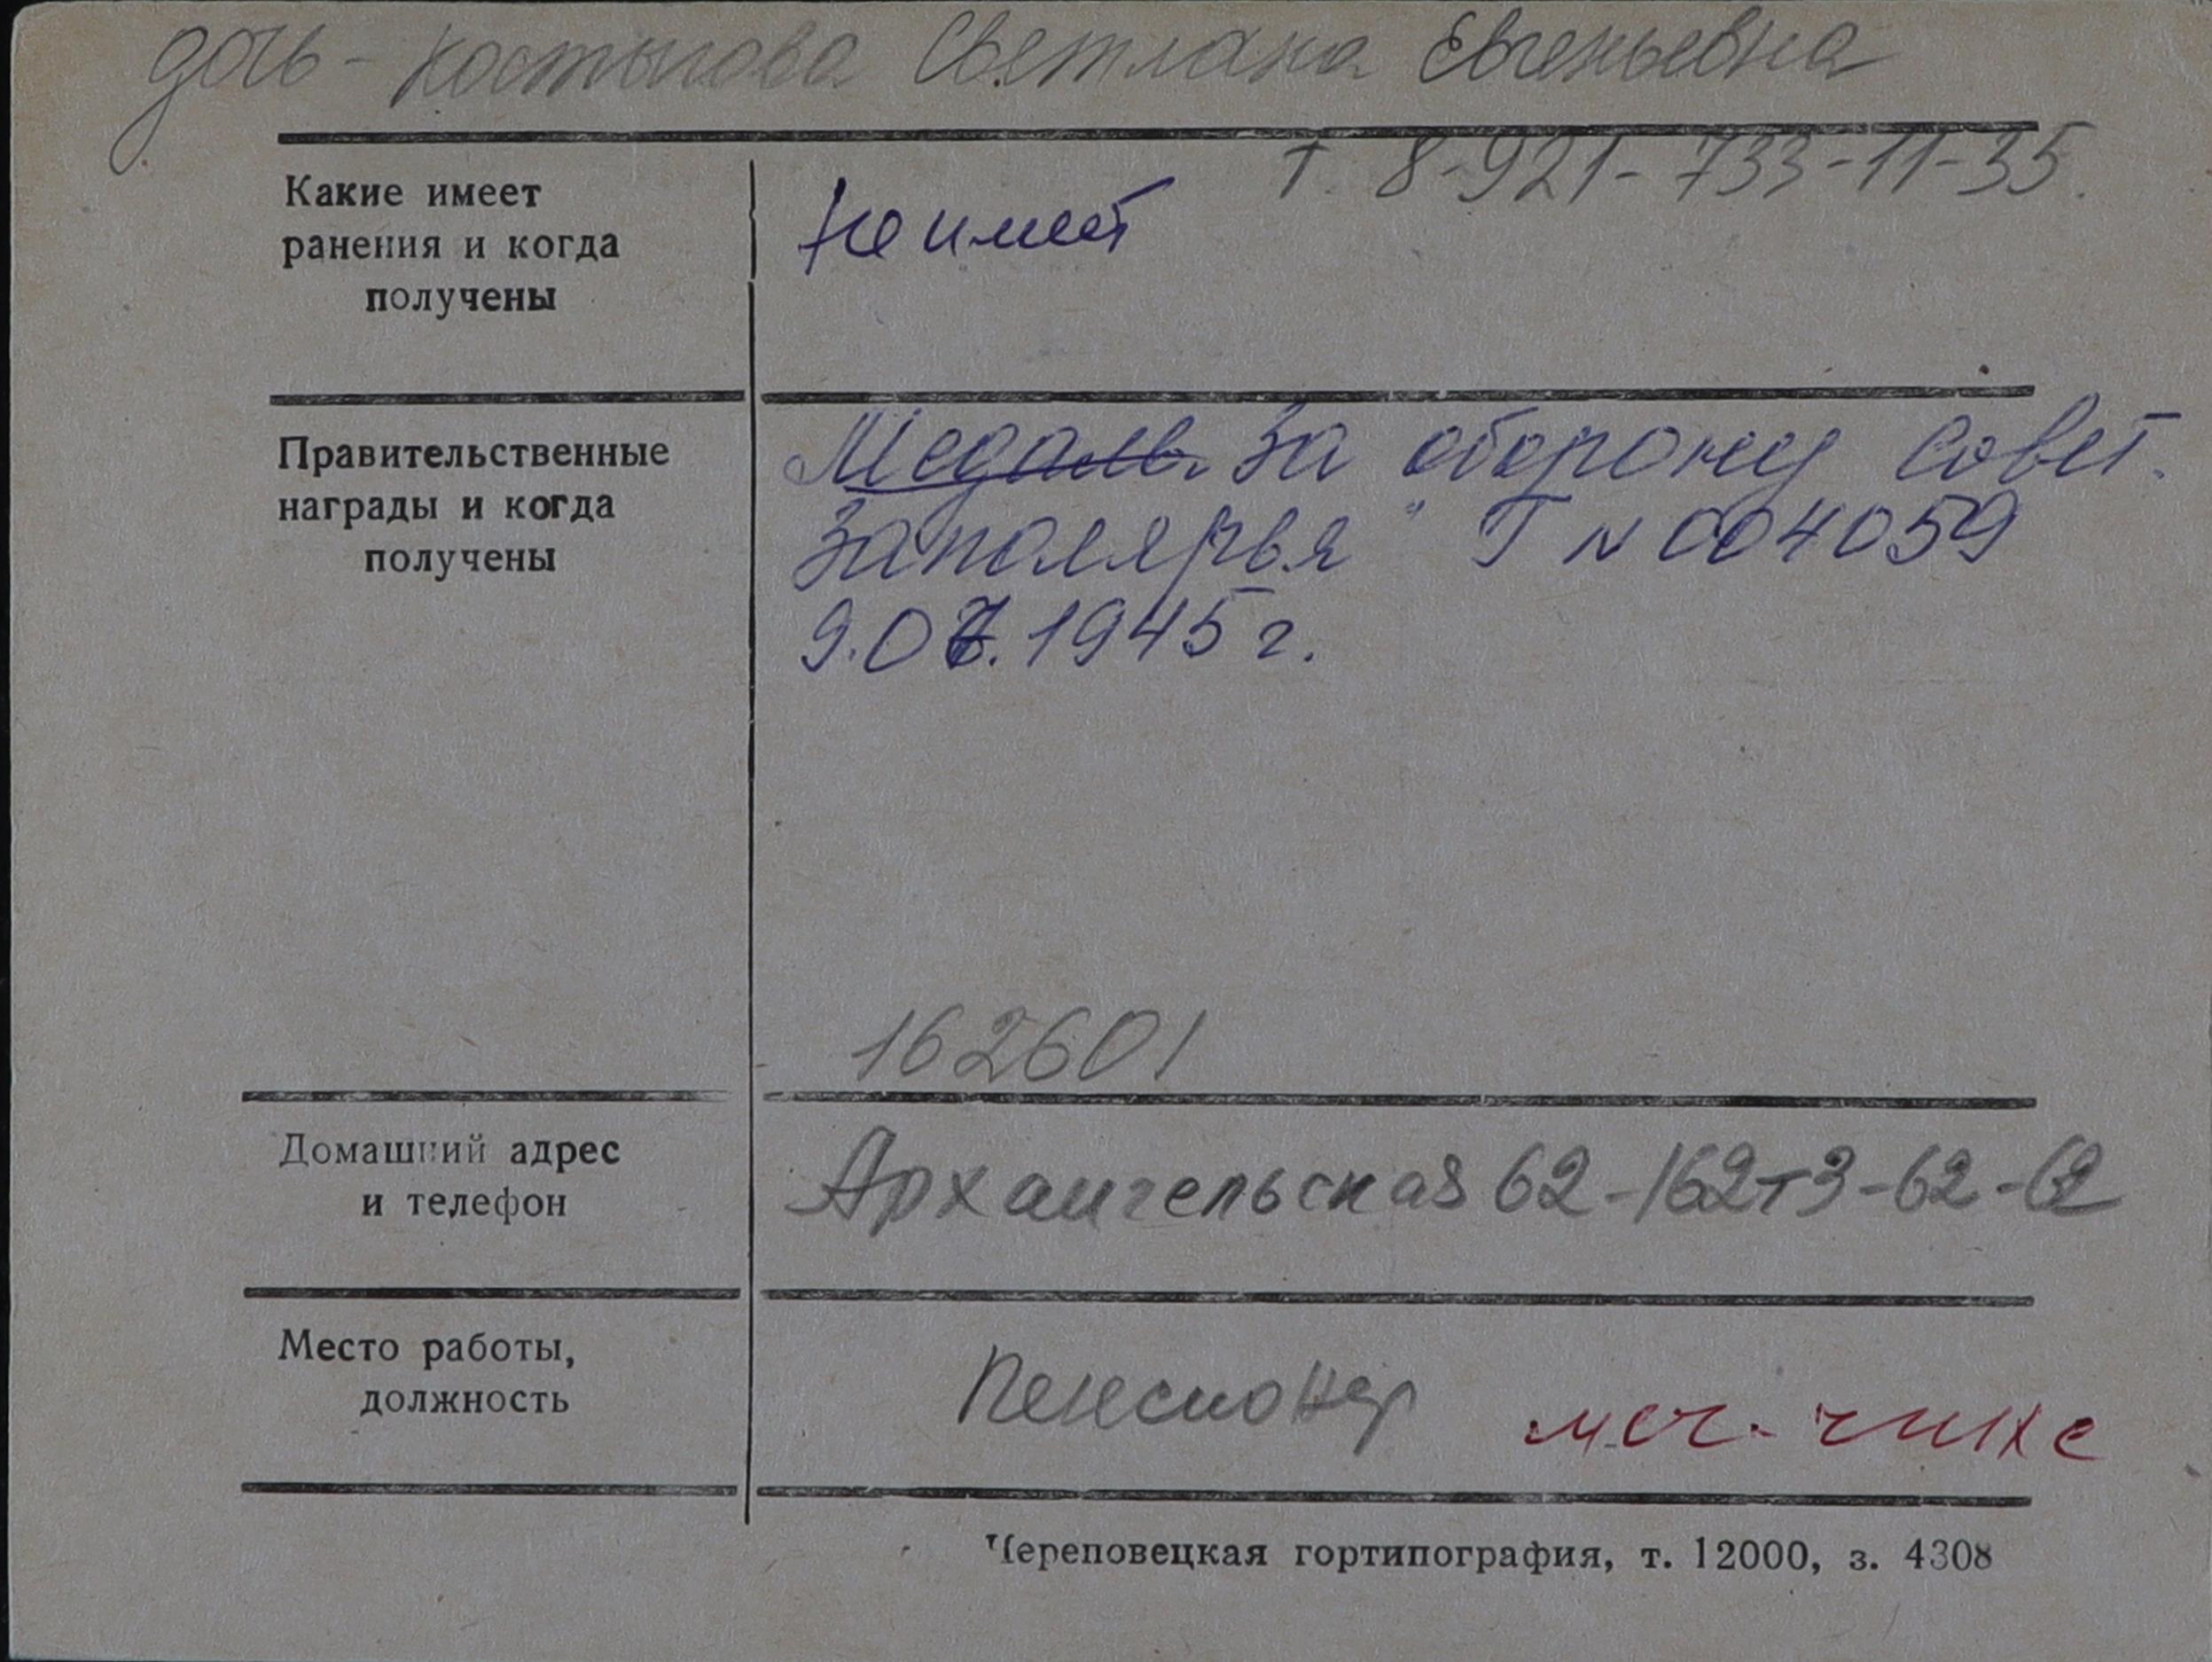 дочь - Костыгова Светлана Евгеньевна
т. 8-921-733-11-35.
Какие имеет
ранения и когда
получены
Не имеет
Правительственные
награды и когда
получены
Медаль. За оборону Совет.
Заполярья" Т N 004059
9.07.1945 г.
162601
Домашний адрес
и телефон
Архангельская 62-162 т 3-62-62
Место работы,
должность
Пенсионер
Череповецкая гортипография, т. 12000, з. 4308